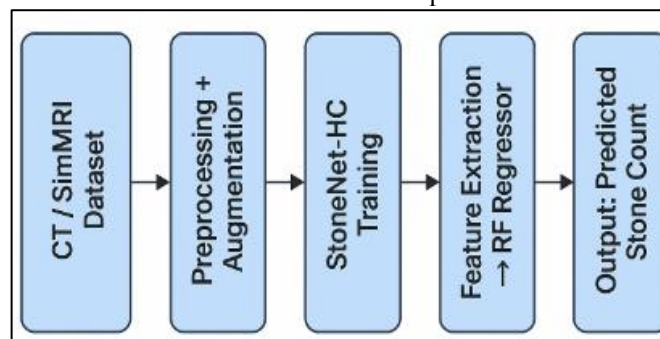 CT / SimMRI
Dataset
Preprocessing +
Augmentation
StoneNet-HC
Training
Feature Extraction
→ RF Regressor
Output: Predicted
Stone Count